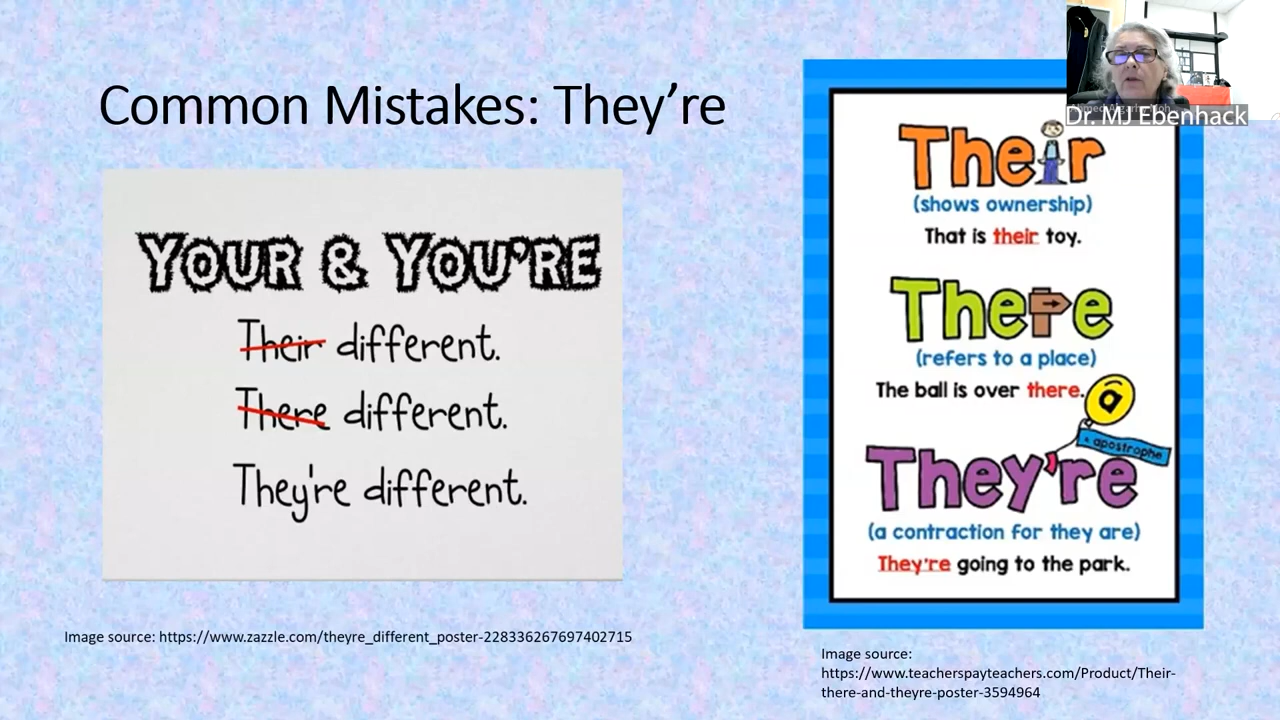 Common Mistakes: They're
YOUR & YOU'RE
Their different.
There different.
They're different.
Image source: https://www.zazzle.com/theyre_different_poster-228336267697402715
Their
(shows ownership)
That is their toy.
There
(refers to a place)
The ball is over there.
a
apostrophe
They're
(a contraction for they are)
They're going to the park.
Image source:
https://www.teacherspayteachers.com/Product/Their-
there-and-theyre-poster-3594964
Dr. MJ Ebenhack